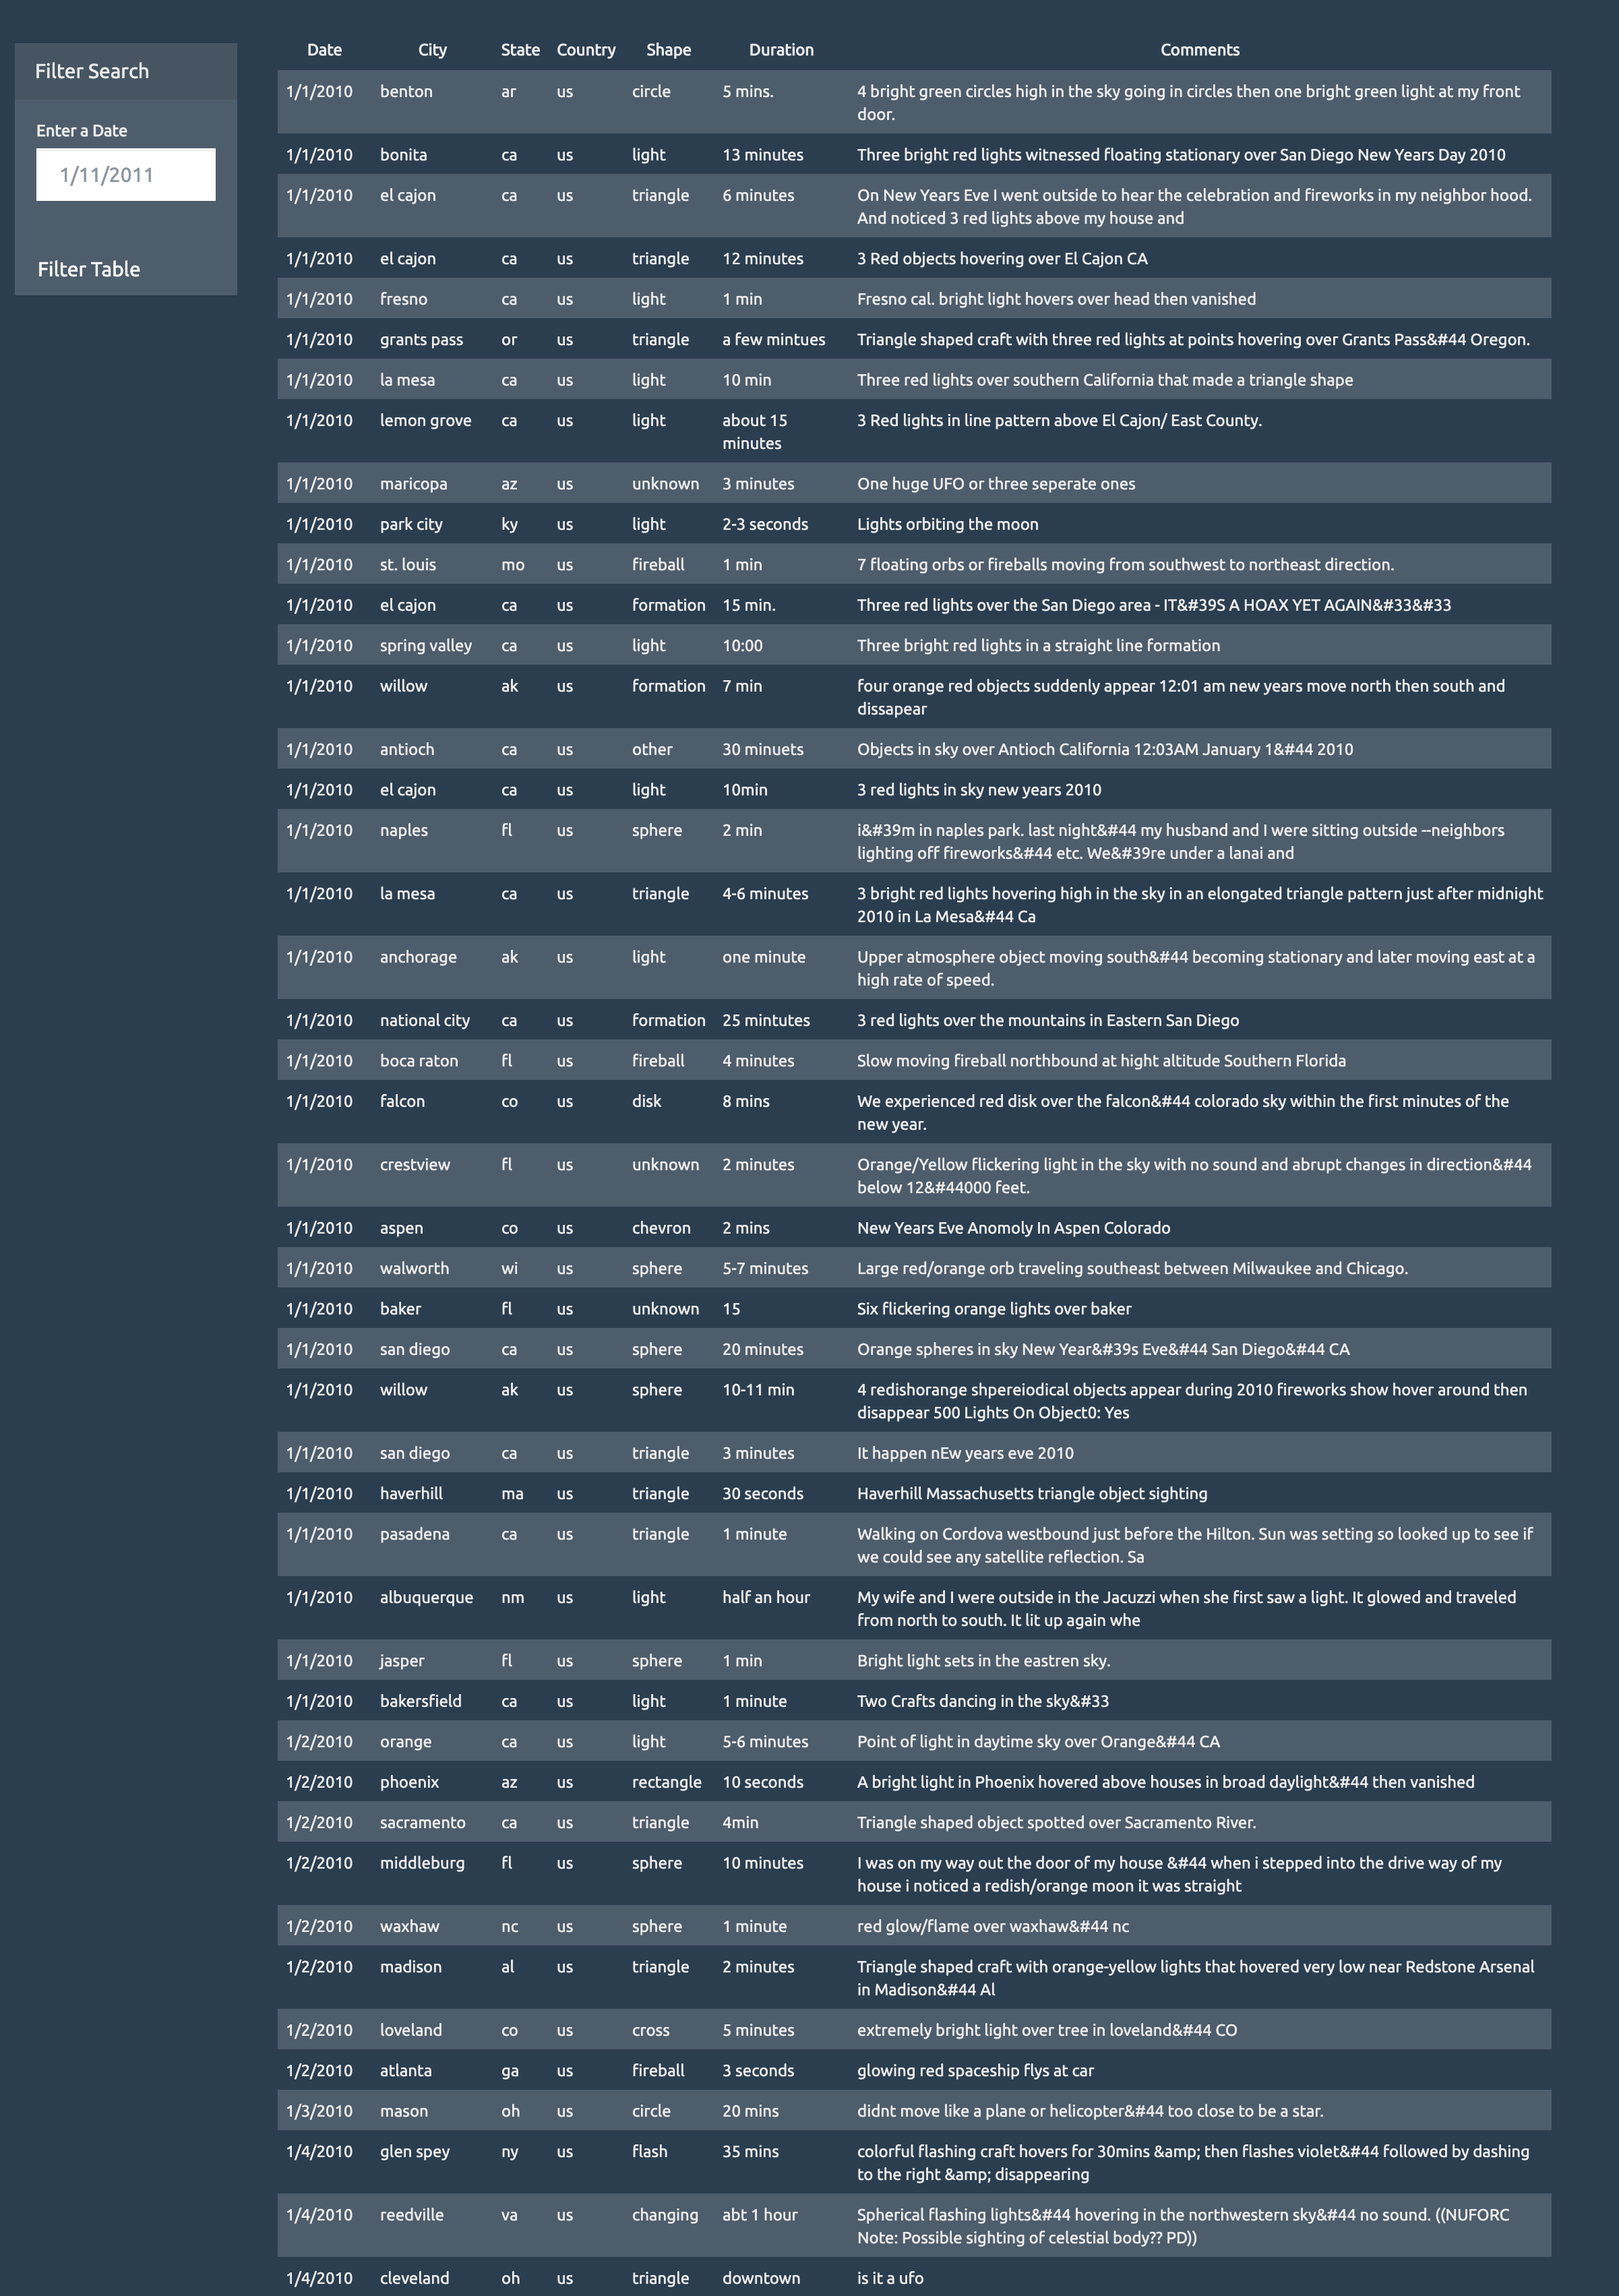 Filter Search
Enter a Date
1/11/2011
Filter Table
Date City State Country Shape Duration Comments
1/1/2010 benton ar us circle 5 mins. 4 bright green circles high in the sky going in circles then one bright green light at my front
door.
1/1/2010 bonita ca us light 13 minutes Three bright red lights witnessed floating stationary over San Diego New Years Day 2010
1/1/2010 el cajon ca us triangle 6 minutes On New Years Eve I went outside to hear the celebration and fireworks in my neighbor hood.
And noticed 3 red lights above my house and
1/1/2010 el cajon ca us triangle 12 minutes 3 Red objects hovering over El Cajon CA
1/1/2010 fresno ca us light 1 min Fresno cal. bright light hovers over head then vanished
1/1/2010 grants pass or us triangle a few mintues Triangle shaped craft with three red lights at points hovering over Grants Pass&#44 Oregon.
1/1/2010 la mesa ca us light 10 min Three red lights over southern California that made a triangle shape
1/1/2010 lemon grove ca us light about 15 3 Red lights in line pattern above El Cajon/ East County.
minutes
1/1/2010 maricopa az us unknown 3 minutes One huge UFO or three seperate ones
1/1/2010 park city ky us light 2-3 seconds Lights orbiting the moon
1/1/2010 st. louis mo us fireball 1 min 7 floating orbs or fireballs moving from southwest to northeast direction.
1/1/2010 el cajon ca us formation 15 min. Three red lights over the San Diego area - IT&#39S A HOAX YET AGAIN&#33&#33
1/1/2010 spring valley ca us light 10:00 Three bright red lights in a straight line formation
1/1/2010 willow ak us formation 7 min four orange red objects suddenly appear 12:01 am new years move north then south and
dissapear
1/1/2010 antioch ca us other 30 minuets Objects in sky over Antioch California 12:03AM January 1&#44 2010
1/1/2010 el cajon ca us light 10min 3 red lights in sky new years 2010
1/1/2010 naples fl us sphere 2 min i&#39m in naples park. last night&#44 my husband and I were sitting outside --neighbors
lighting off fireworks&#44 etc. We&#39re under a lanai and
1/1/2010 la mesa ca us triangle 4-6 minutes 3 bright red lights hovering high in the sky in an elongated triangle pattern just after midnight
2010 in La Mesa&#44 Ca
1/1/2010 anchorage ak us light one minute Upper atmosphere object moving south&#44 becoming stationary and later moving east at a
high rate of speed.
1/1/2010 national city ca us formation 25 mintutes 3 red lights over the mountains in Eastern San Diego
1/1/2010 boca raton fl us fireball 4 minutes Slow moving fireball northbound at hight altitude Southern Florida
1/1/2010 falcon co us disk 8 mins We experienced red disk over the falcon&#44 colorado sky within the first minutes of the
new year.
1/1/2010 crestview fl us unknown 2 minutes Orange/Yellow flickering light in the sky with no sound and abrupt changes in direction&#44
below 12&#44000 feet.
1/1/2010 aspen co us chevron 2 mins New Years Eve Anomoly In Aspen Colorado
1/1/2010 walworth wi us sphere 5-7 minutes Large red/orange orb traveling southeast between Milwaukee and Chicago.
1/1/2010 baker fl us unknown 15 Six flickering orange lights over baker
1/1/2010 san diego ca us sphere 20 minutes Orange spheres in sky New Year&#39s Eve&#44 San Diego&#44 CA
1/1/2010 willow ak us sphere 10-11 min 4 redishorange shpereiodical objects appear during 2010 fireworks show hover around then
disappear 500 Lights On Object0: Yes
1/1/2010 san diego ca us triangle 3 minutes It happen nEw years eve 2010
1/1/2010 haverhill ma us triangle 30 seconds Haverhill Massachusetts triangle object sighting
1/1/2010 pasadena ca us triangle 1 minute Walking on Cordova westbound just before the Hilton. Sun was setting so looked up to see if
we could see any satellite reflection. Sa
1/1/2010 albuquerque nm us light half an hour My wife and I were outside in the Jacuzzi when she first saw a light. It glowed and traveled
from north to south. It lit up again whe
1/1/2010 jasper fl us sphere 1 min Bright light sets in the eastren sky.
1/1/2010 bakersfield ca us light 1 minute Two Crafts dancing in the sky&#33
1/2/2010 orange ca us light 5-6 minutes Point of light in daytime sky over Orange&#44 CA
1/2/2010 phoenix az us rectangle 10 seconds A bright light in Phoenix hovered above houses in broad daylight&#44 then vanished
1/2/2010 sacramento ca us triangle 4min Triangle shaped object spotted over Sacramento River.
1/2/2010 middleburg fl us sphere 10 minutes I was on my way out the door of my house &#44 when i stepped into the drive way of my
house i noticed a redish/orange moon it was straight
1/2/2010 waxhaw nc us sphere 1 minute red glow/flame over waxhaw&#44 nc
1/2/2010 madison al us triangle 2 minutes Triangle shaped craft with orange-yellow lights that hovered very low near Redstone Arsenal
in Madison&#44 Al
1/2/2010 loveland co us cross 5 minutes extremely bright light over tree in loveland&#44 CO
1/2/2010 atlanta ga us fireball 3 seconds glowing red spaceship flys at car
1/3/2010 mason oh us circle 20 mins didnt move like a plane or helicopter&#44 too close to be a star.
1/4/2010 glen spey ny us flash 35 mins colorful flashing craft hovers for 30mins &amp; then flashes violet&#44 followed by dashing
to the right &amp; disappearing
1/4/2010 reedville va us changing abt 1 hour Spherical flashing lights&#44 hovering in the northwestern sky&#44 no sound. ((NUFORC
Note: Possible sighting of celestial body?? PD))
1/4/2010 cleveland oh us triangle downtown is it a ufo